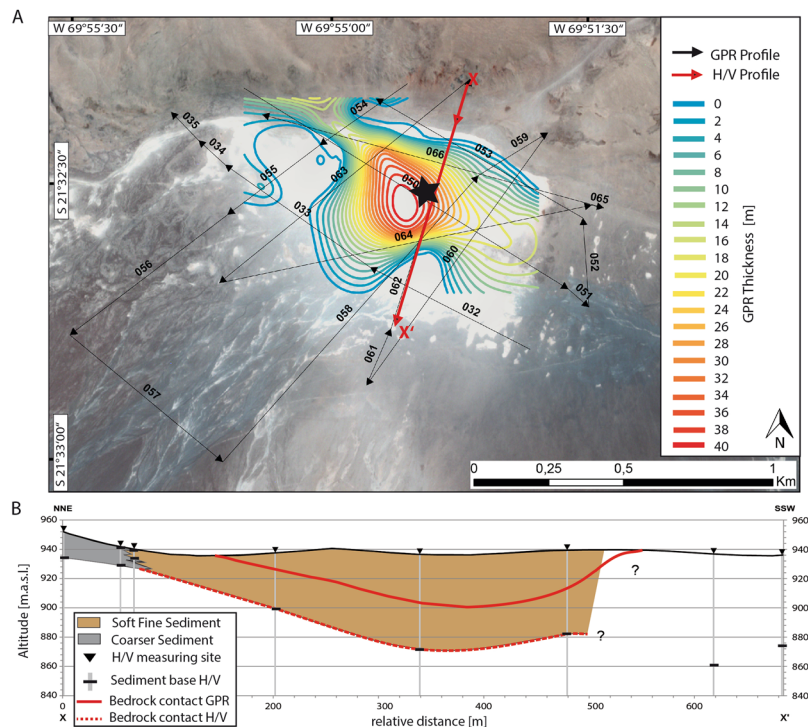 A
W 69°55'30"
W 69°55'00
W 69°51'30"
S 21°32'30"
S 21°33'00"
GPR Profile
H/V Profile
0
2
4
6
8
10
12
14
16
18
20
22
24
26
28
30
32
34
36
38
40
GPR Thickness [m]
N
X
054
059
035
034
066
053
055
063
050
065
033
064
060
052
056
062
051
058
032
X'
061
057
0 0,25 0,5 1
Km
B
NNE
SSW
960
940
920
900
880
860
840
Altitude [m.a.s.l.]
960
940
920
900
880
860
840
?
?
Soft Fine Sediment
Coarser Sediment
H/V measuring site
Sediment base H/V
Bedrock contact GPR
Bedrock contact H/V
0 200 300 400 500 600
X
relative distance [m]
X'